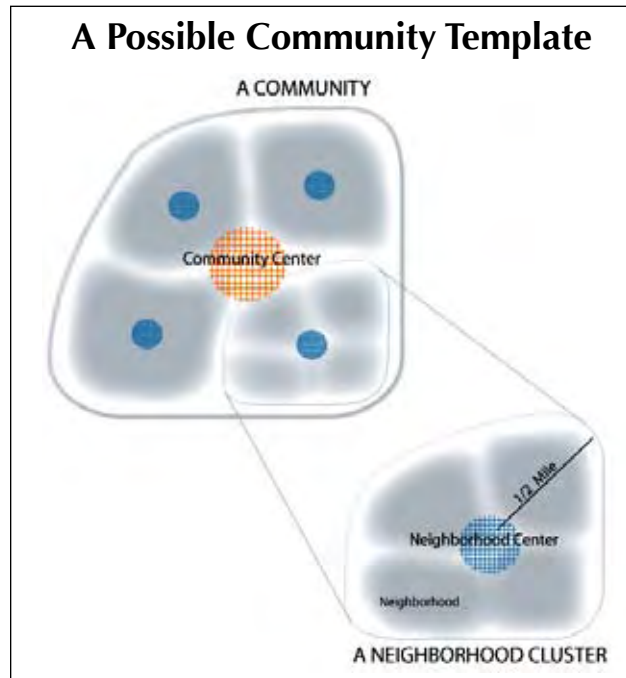 A Possible Community Template
A COMMUNITY
Community Center
1/2 Mile
Neighborhood Center
Neighborhood
A NEIGHBORHOOD CLUSTER